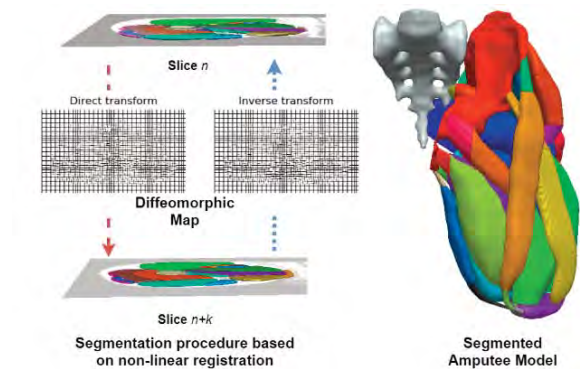 Slice n
Direct transform
Inverse transform
Diffeomorphic
Map
Slice n+k
Segmentation procedure based
on non-linear registration
Segmented
Amputee Model